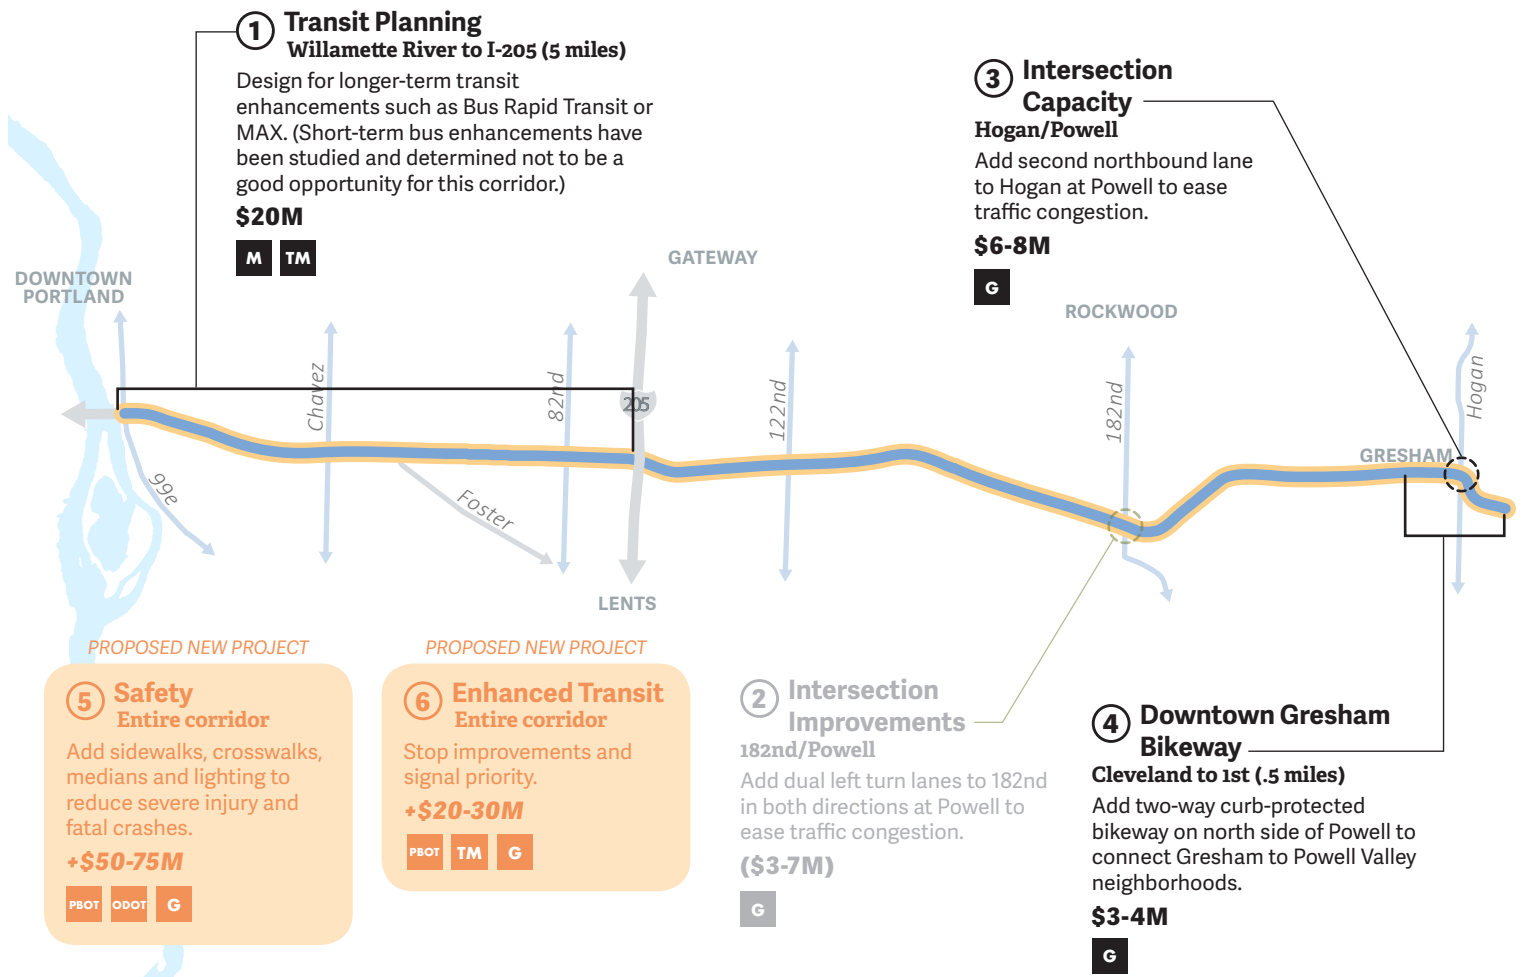 1 Transit Planning
Willamette River to I-205 (5 miles)
Design for longer-term transit
enhancements such as Bus Rapid Transit or
MAX. (Short-term bus enhancements have
been studied and determined not to be a
good opportunity for this corridor.)
$20M
M TM
3 Intersection
Capacity
Hogan/Powell
Add second northbound lane
to Hogan at Powell to ease
traffic congestion.
$6-8M
G
DOWNTOWN
PORTLAND
GATEWAY
ROCKWOOD
Chavez
82nd
205
122nd
182nd
Hogan
GRESHAM
99e
Foster
LENTS
PROPOSED NEW PROJECT
5 Safety
Entire corridor
Add sidewalks, crosswalks,
medians and lighting to
reduce severe injury and
fatal crashes.
+$50-75M
PBOT ODOT G
PROPOSED NEW PROJECT
6 Enhanced Transit
Entire corridor
Stop improvements and
signal priority.
+$20-30M
PBOT TM G
2 Intersection
Improvements
182nd/Powell
Add dual left turn lanes to 182nd
in both directions at Powell to
ease traffic congestion.
($3-7M)
G
4 Downtown Gresham
Bikeway
Cleveland to 1st (.5 miles)
Add two-way curb-protected
bikeway on north side of Powell to
connect Gresham to Powell Valley
neighborhoods.
$3-4M
G